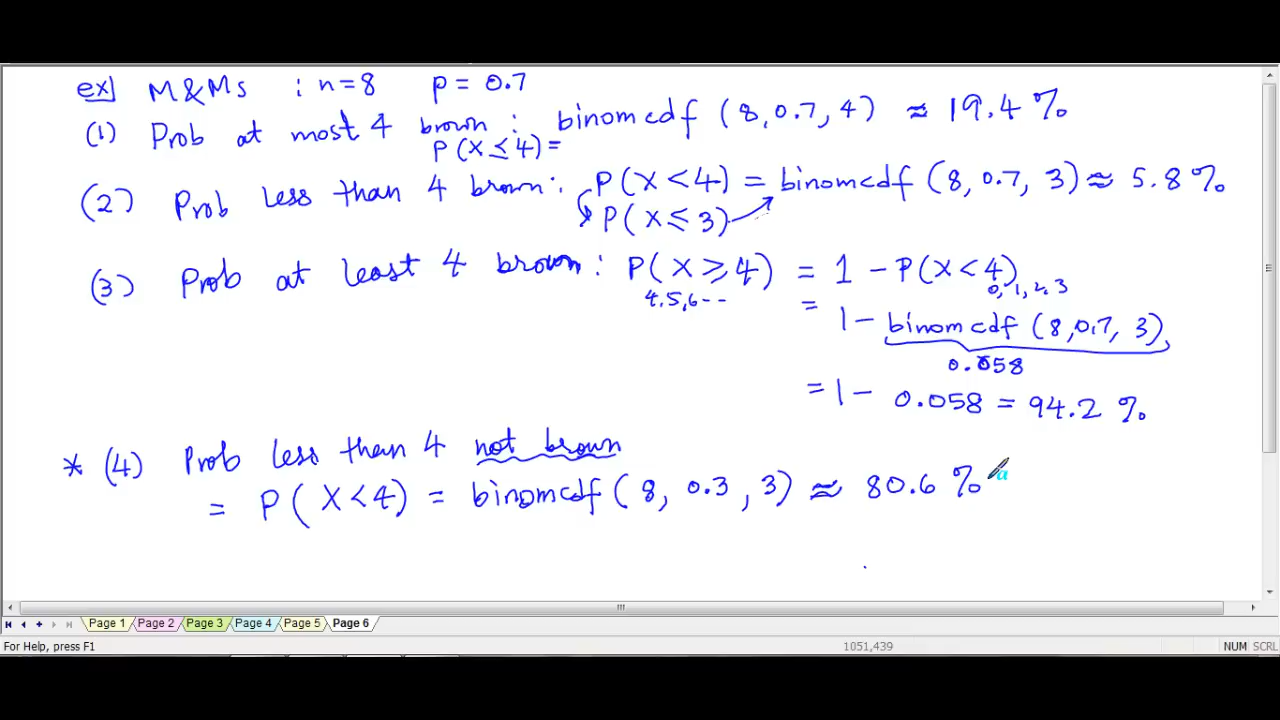 ex) M&Ms : n=8 p = 0.7
(1) Prob at most 4 brown : binomcdf (8,0.7,4) ≈ 19.4 %
P(X ≤ 4) =
(2) Prob less than 4 brown: P(X < 4) = binomcdf (8, 0.7, 3) ≈ 5.8 %
P(X ≤ 3)
(3) Prob at least 4 brown : P(X ≥ 4) = 1 - P(X < 4)
4,5,6--- 0,1,2,3
= 1 - binomcdf (8,0.7, 3)
0.058
= 1 - 0.058 = 94.2 %
* (4) Prob less than 4 not brown
= P(X < 4) = binomcdf (8, 0.3, 3) ≈ 80.6 %
Page 1 Page 2 Page 3 Page 4 Page 5 Page 6
For Help, press F1 1051,439 NUM SCRL